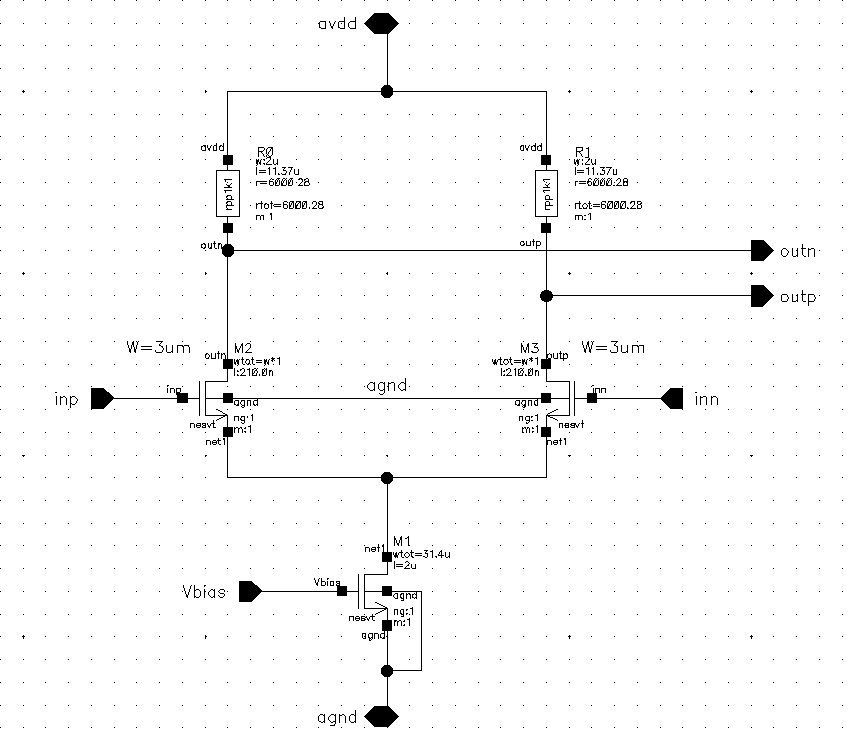 avdd
avdd
R0
w:2u
l=11.37u
r=6000.28
rtot=6000.28
m:1
rpp1k1
outn
avdd
R1
w:2u
l=11.37u
r=6000.28
rtot=6000.28
m:1
rpp1k1
outp
outn
outp
W=3um
outn
M2
wtot=w*1
l:210.0n
inp
inp
agnd
ng:1
m:1
nesvt
net1
agnd
M3
outp
W=3um
wtot=w*1
l:210.0n
agnd
inn
inn
ng:1
m:1
nesvt
net1
net1
M1
wtot=31.4u
l=2u
Vbias
Vbias
agnd
ng:1
m:1
nesvt
agnd
agnd